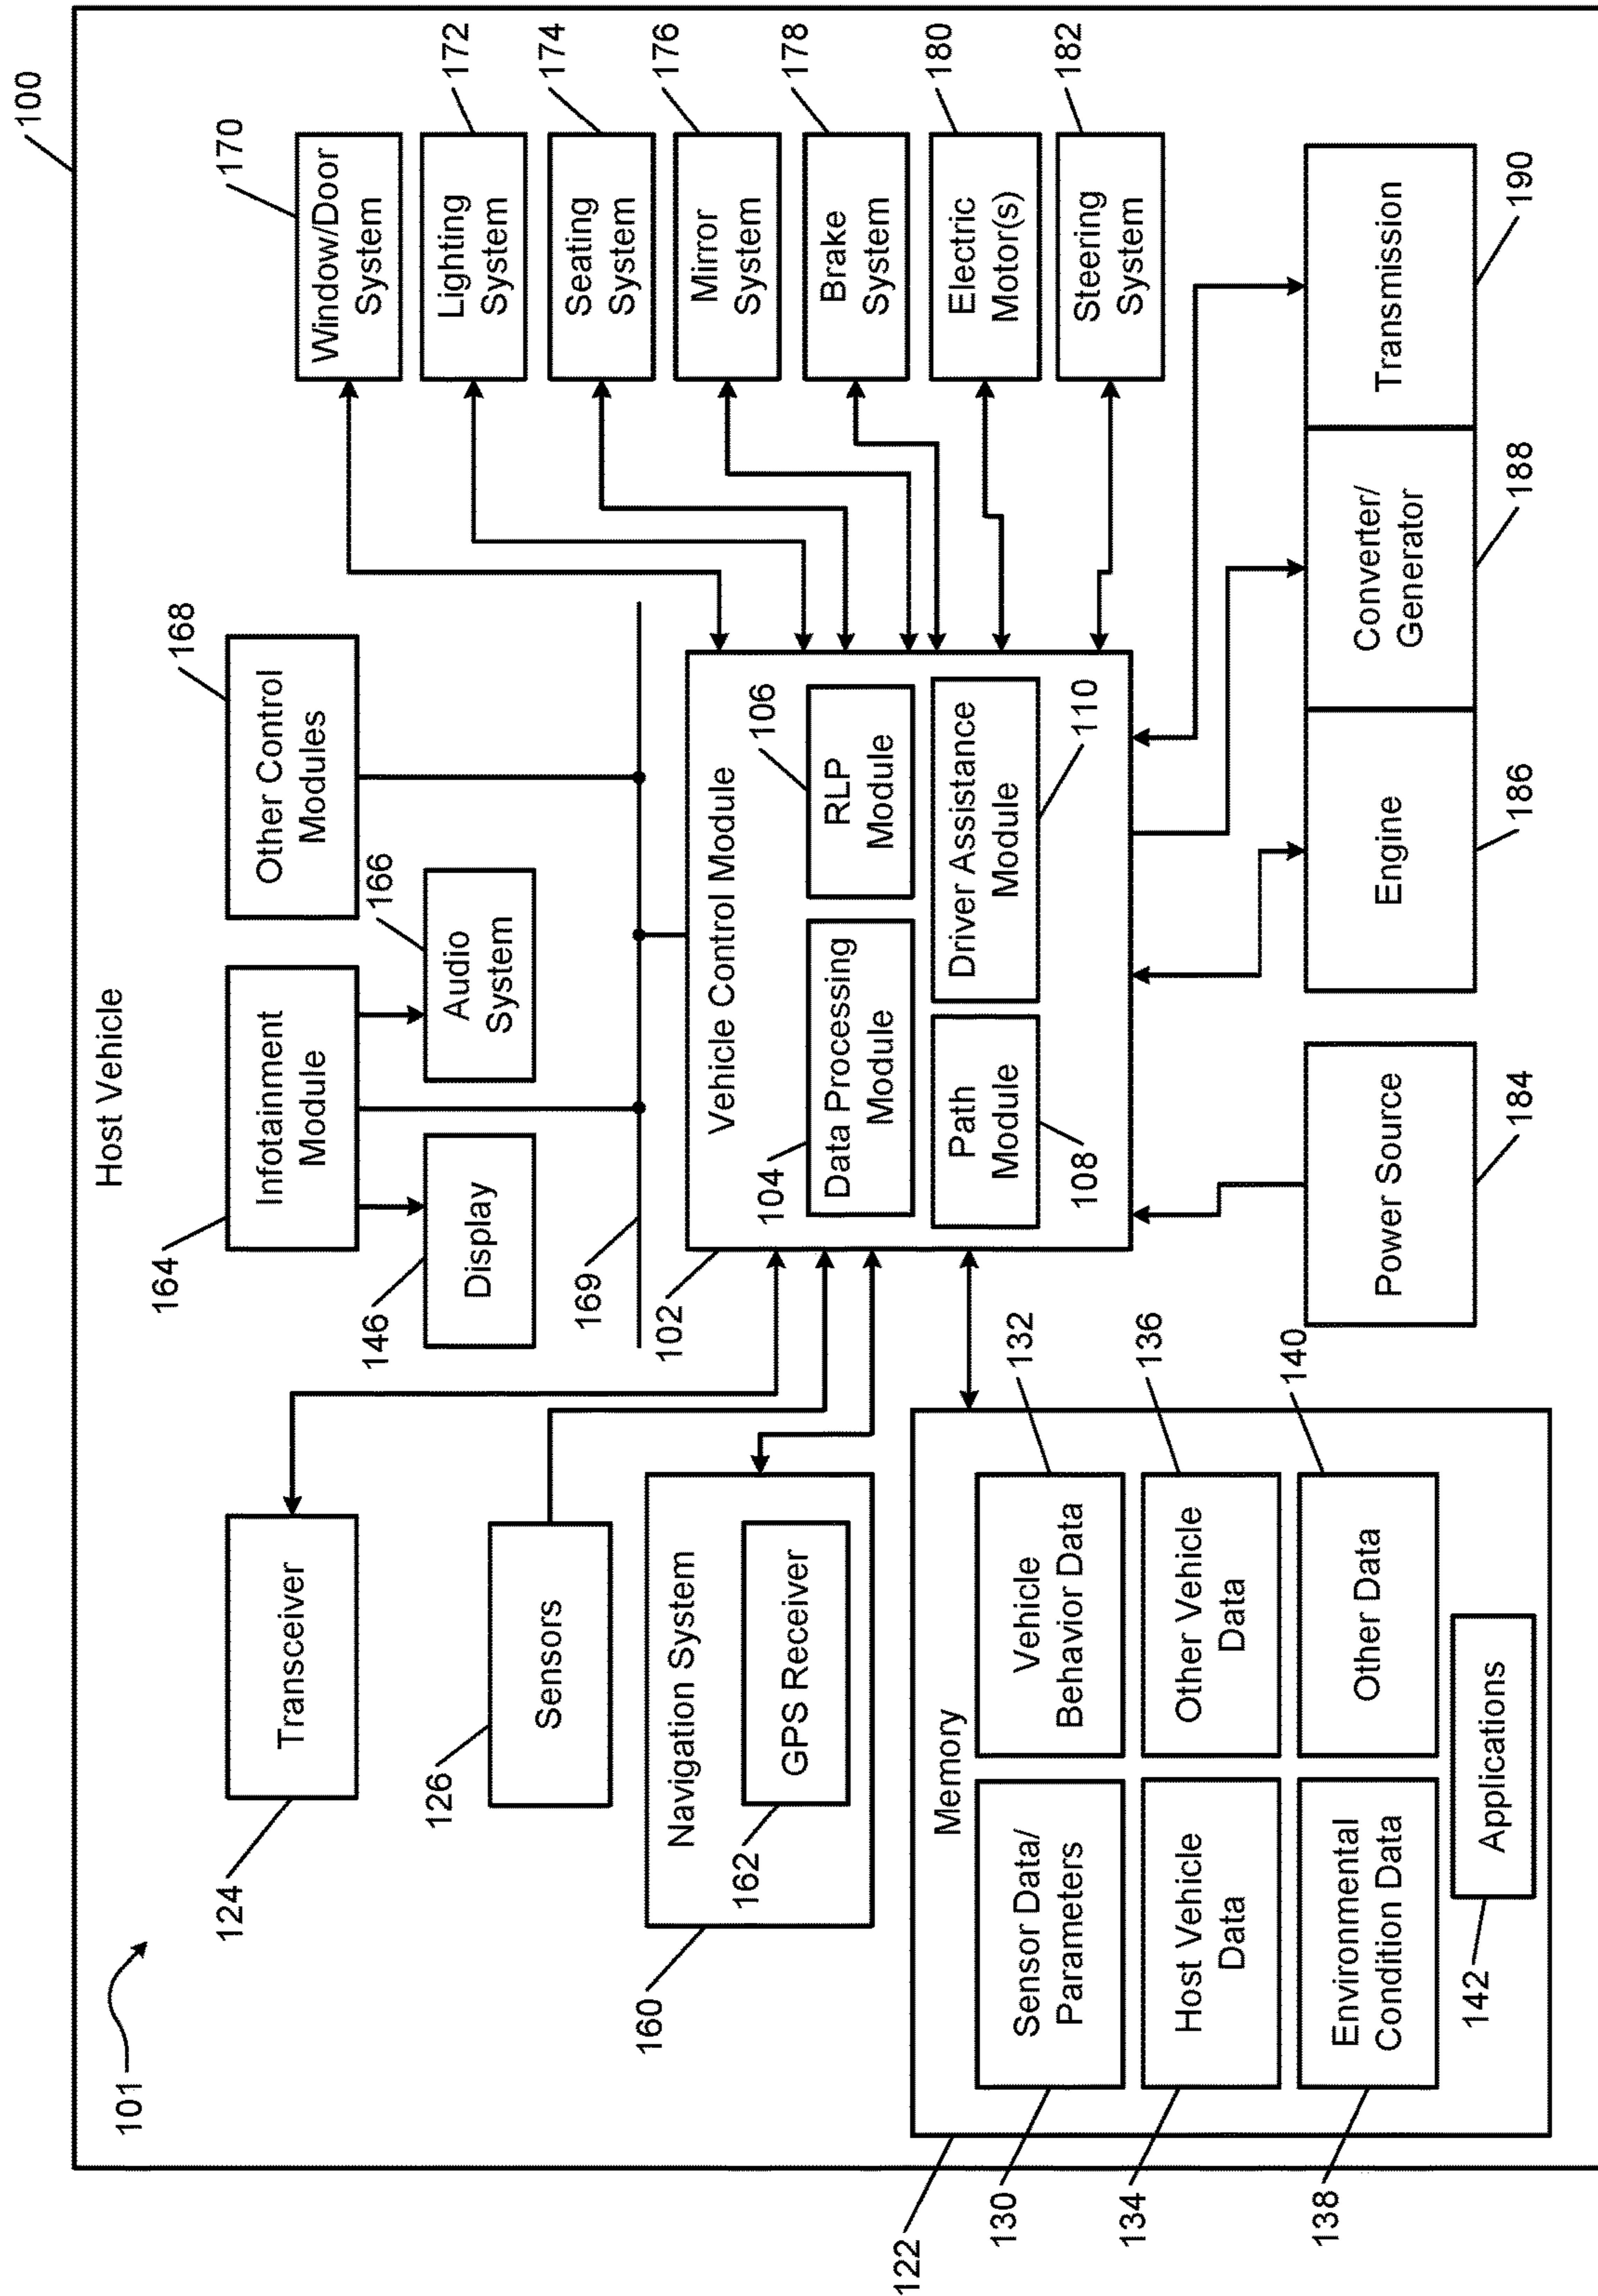 100
101
Host Vehicle
124
Transceiver
126
Sensors
160
Navigation System
162
GPS Receiver
122
Memory
130
Sensor Data/
Parameters
132
Vehicle
Behavior Data
134
Host Vehicle
Data
136
Other Vehicle
Data
138
Environmental
Condition Data
140
Other Data
142
Applications
164
Infotainment
Module
146
Display
166
Audio
System
168
Other Control
Modules
169
102
Vehicle Control Module
104
Data Processing
Module
106
RLP
Module
108
Path
Module
110
Driver Assistance
Module
170
Window/Door
System
172
Lighting
System
174
Seating
System
176
Mirror
System
178
Brake
System
180
Electric
Motor(s)
182
Steering
System
Power Source
184
Engine
186
Converter/
Generator
188
Transmission
190